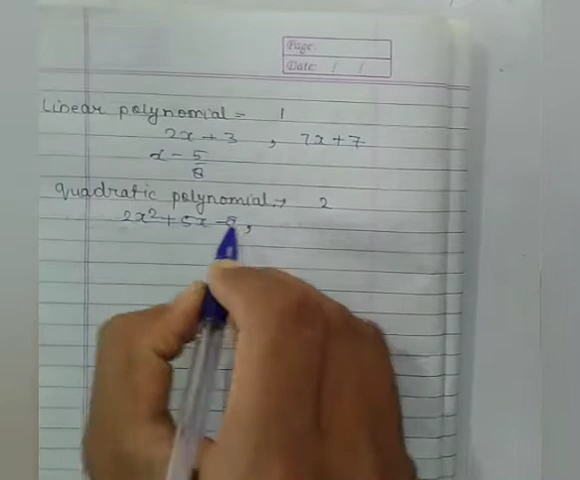 Page:
Date: / /
Linear polynomial = 1
2x + 3 , 7x + 7
x - 5/8
quadratic polynomial → 2
2x² + 5x - ,